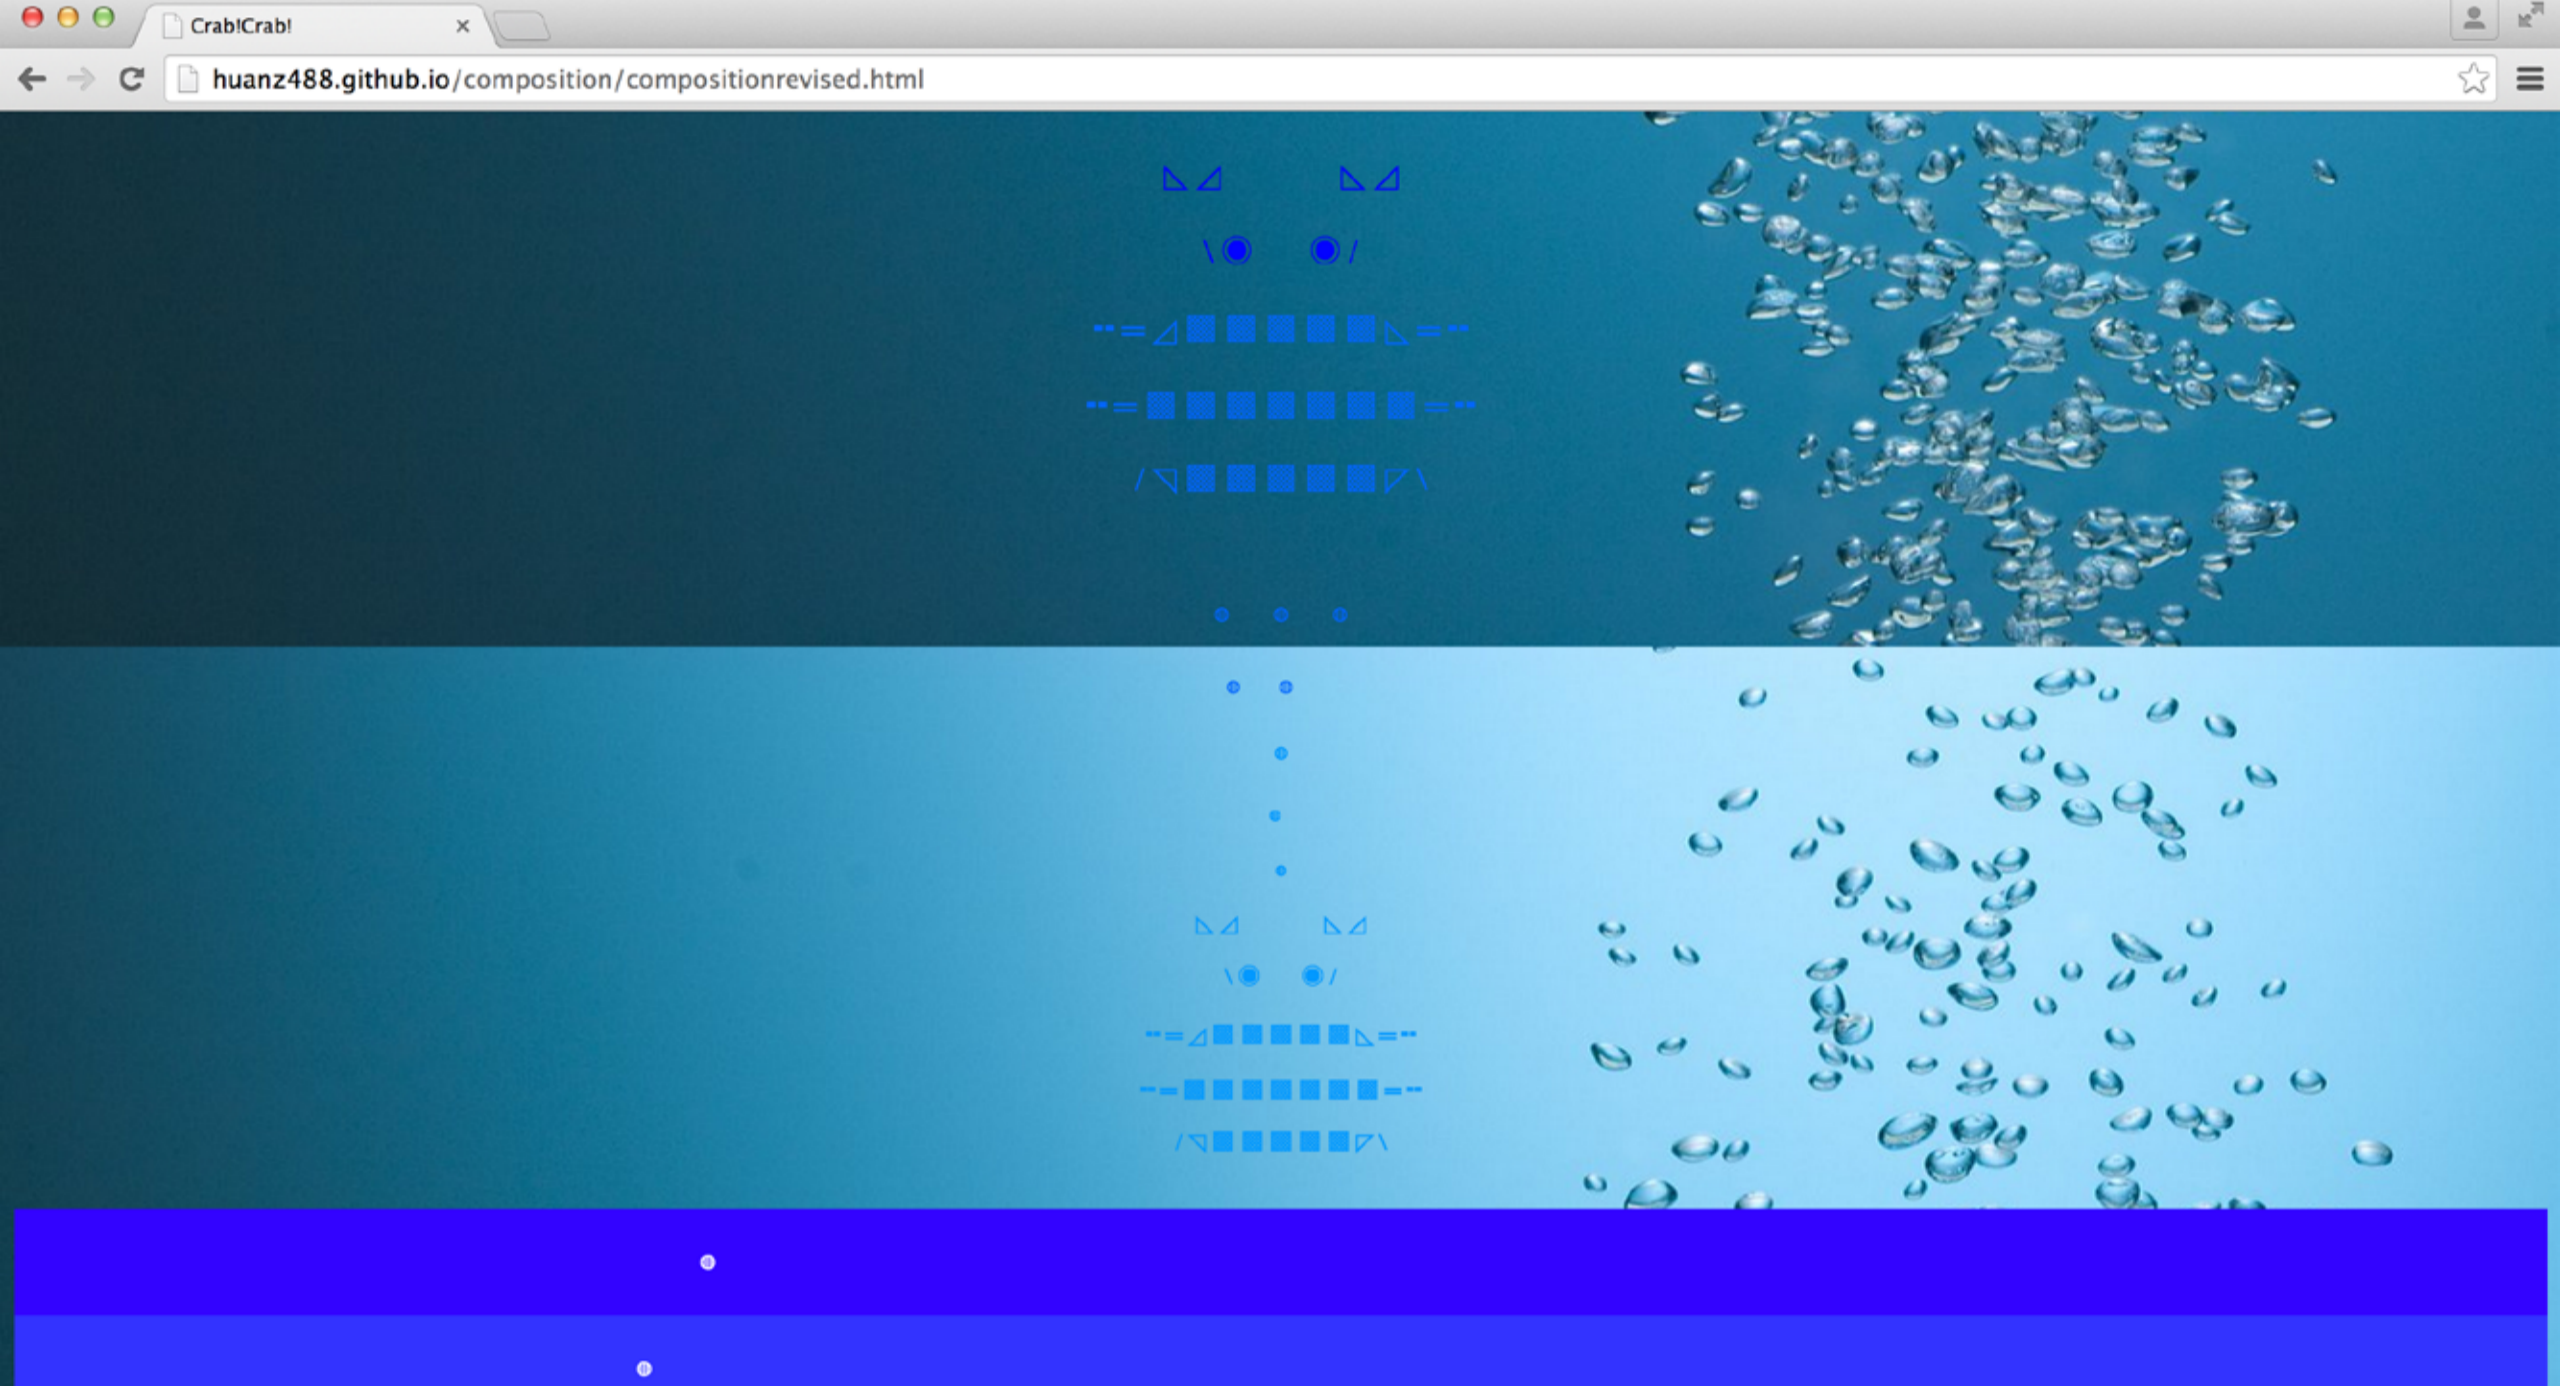 Crab!Crab!
huanz488.github.io/composition/compositionrevised.html
◺ ◿ ◺ ◿
\ ◉ ◉ /
╍ ═ ◿ ▩ ▩ ▩ ▩ ▩ ◺ ═ ╍
╍ ═ ▩ ▩ ▩ ▩ ▩ ▩ ▩ ═ ╍
/ ◹ ▩ ▩ ▩ ▩ ▩ ◸ \
◍ ◍ ◍
◍ ◍
◍
◍
◍
◺ ◿ ◺ ◿
\ ◉ ◉ /
╍ ═ ◿ ▩ ▩ ▩ ▩ ▩ ◺ ═ ╍
╍ ═ ▩ ▩ ▩ ▩ ▩ ▩ ▩ ═ ╍
/ ◹ ▩ ▩ ▩ ▩ ▩ ◸ \
◍
◍